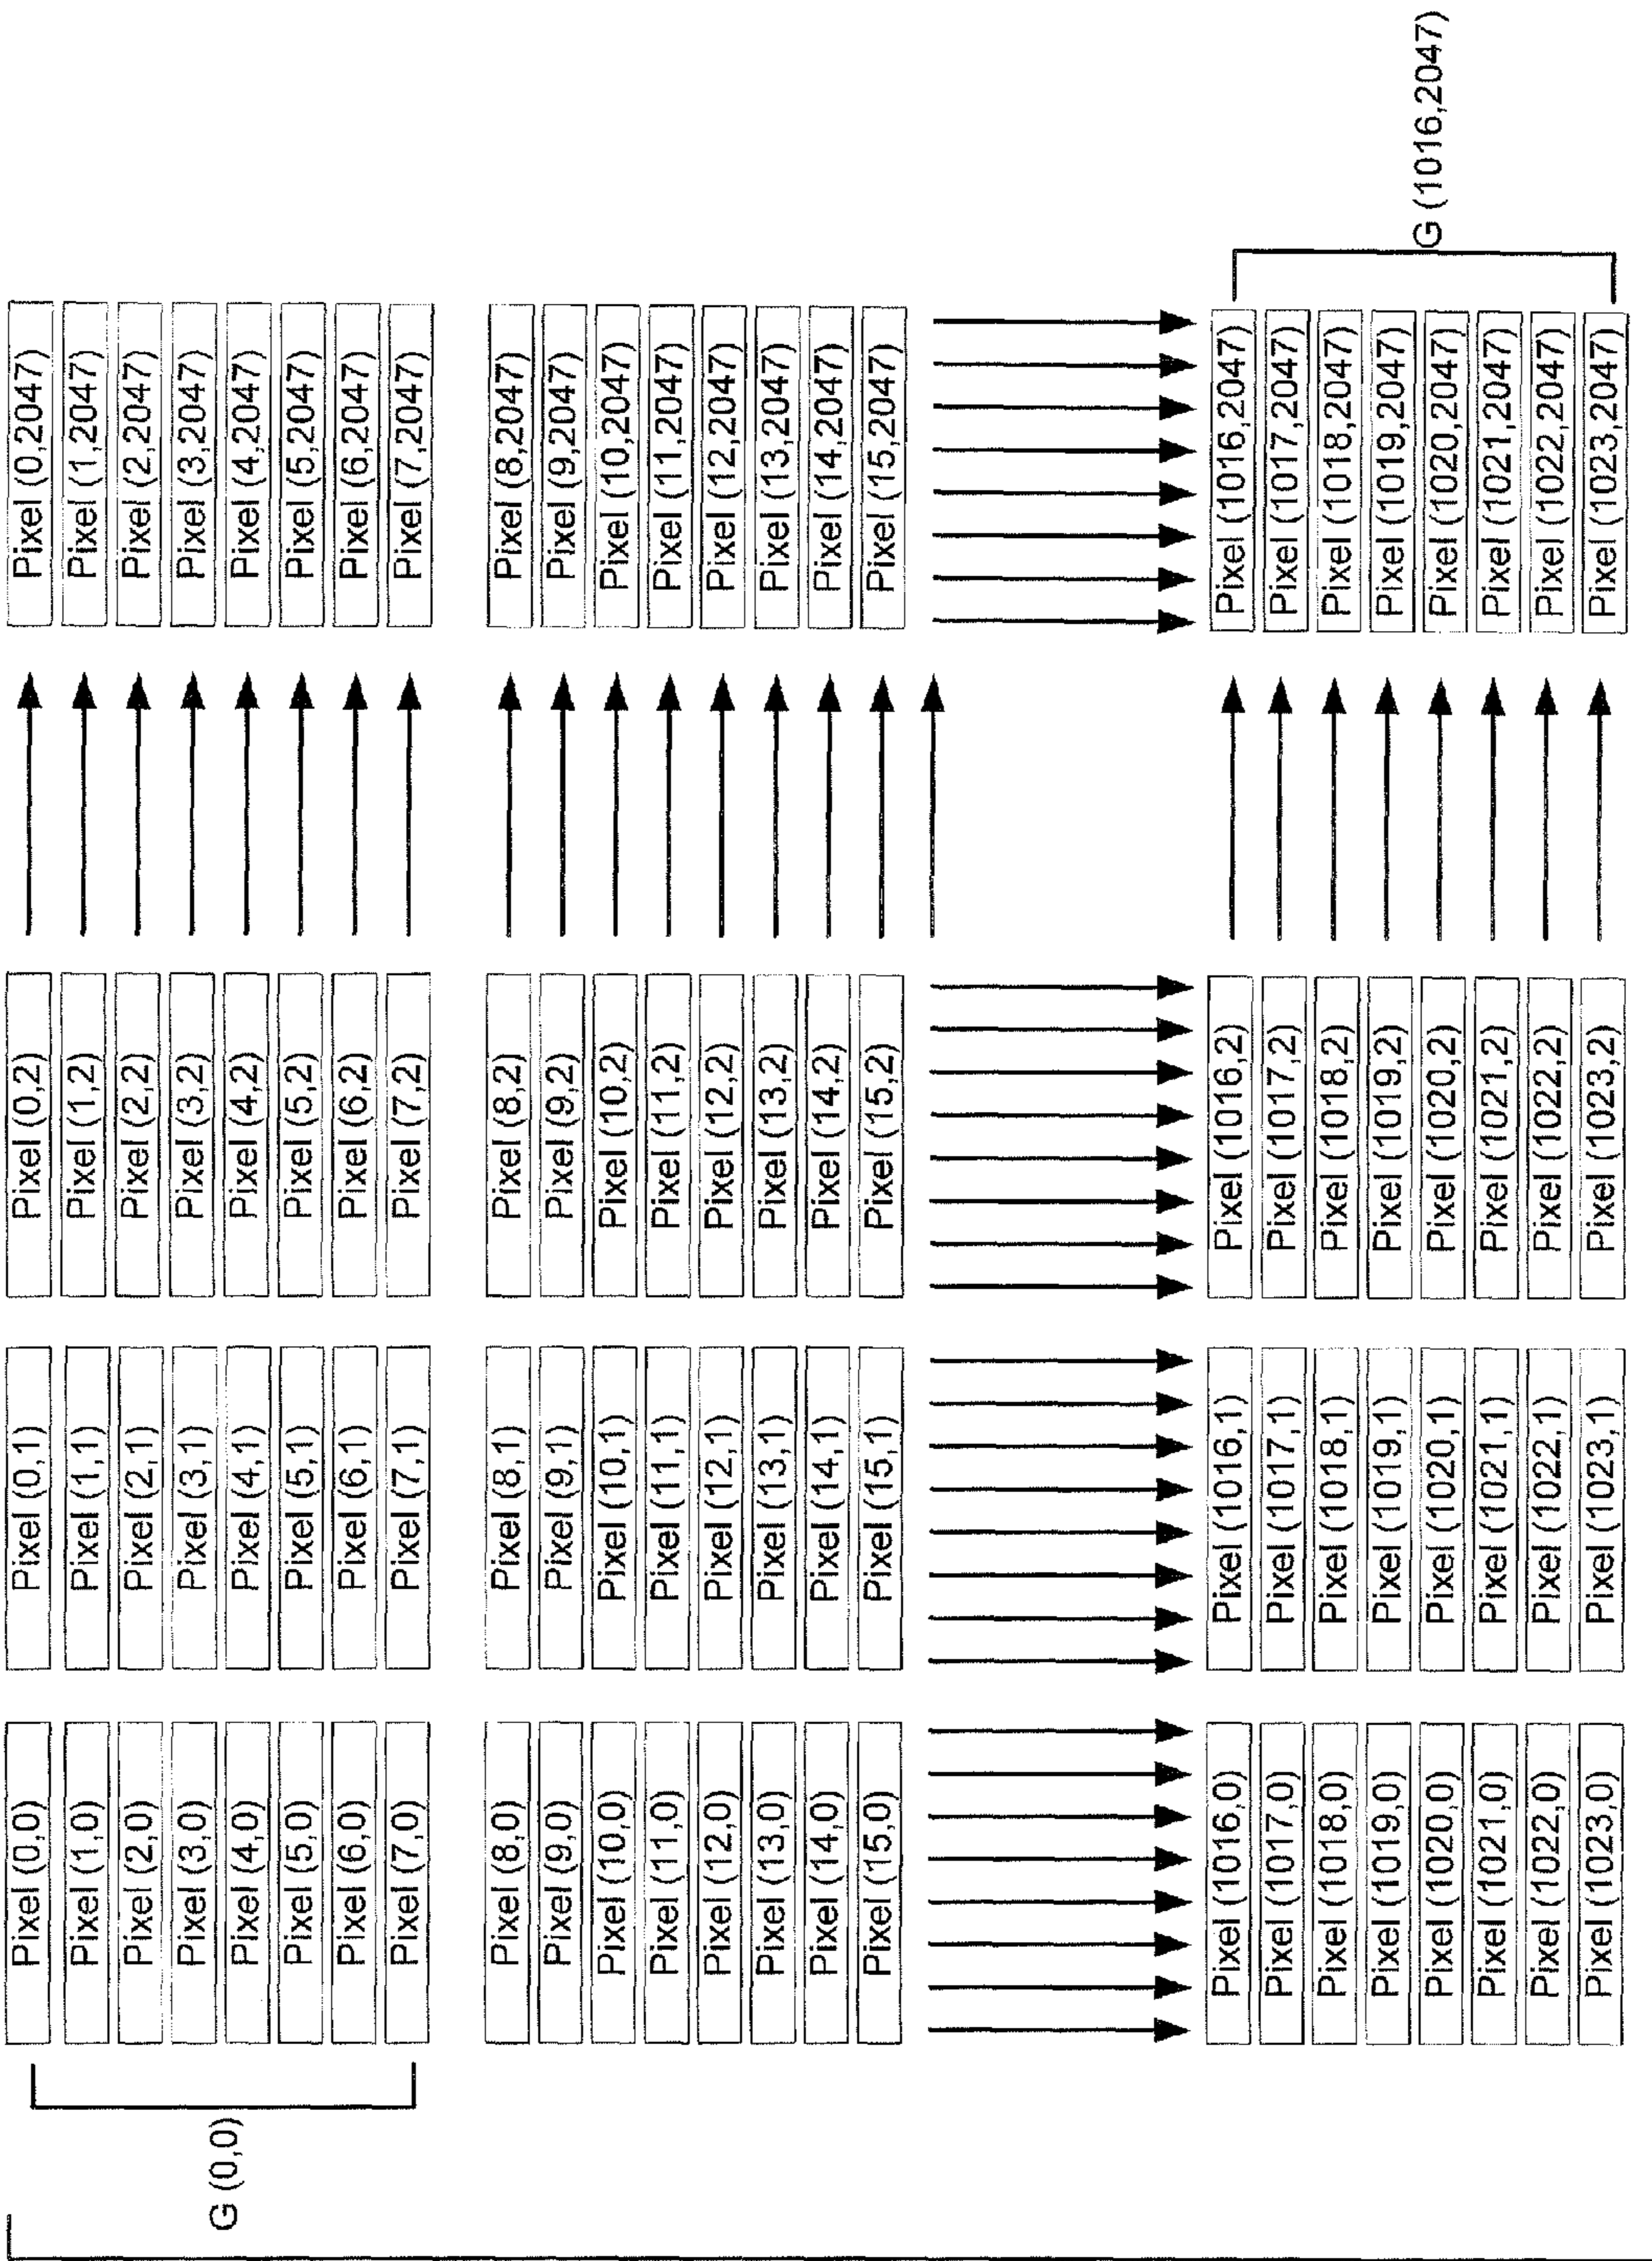 G (0,0)
Pixel (0,0) Pixel (0,1) Pixel (0,2) Pixel (0,2047)
Pixel (1,0) Pixel (1,1) Pixel (1,2) Pixel (1,2047)
Pixel (2,0) Pixel (2,1) Pixel (2,2) Pixel (2,2047)
Pixel (3,0) Pixel (3,1) Pixel (3,2) Pixel (3,2047)
Pixel (4,0) Pixel (4,1) Pixel (4,2) Pixel (4,2047)
Pixel (5,0) Pixel (5,1) Pixel (5,2) Pixel (5,2047)
Pixel (6,0) Pixel (6,1) Pixel (6,2) Pixel (6,2047)
Pixel (7,0) Pixel (7,1) Pixel (7,2) Pixel (7,2047)
Pixel (8,0) Pixel (8,1) Pixel (8,2) Pixel (8,2047)
Pixel (9,0) Pixel (9,1) Pixel (9,2) Pixel (9,2047)
Pixel (10,0) Pixel (10,1) Pixel (10,2) Pixel (10,2047)
Pixel (11,0) Pixel (11,1) Pixel (11,2) Pixel (11,2047)
Pixel (12,0) Pixel (12,1) Pixel (12,2) Pixel (12,2047)
Pixel (13,0) Pixel (13,1) Pixel (13,2) Pixel (13,2047)
Pixel (14,0) Pixel (14,1) Pixel (14,2) Pixel (14,2047)
Pixel (15,0) Pixel (15,1) Pixel (15,2) Pixel (15,2047)
Pixel (1016,0) Pixel (1016,1) Pixel (1016,2) Pixel (1016,2047)
Pixel (1017,0) Pixel (1017,1) Pixel (1017,2) Pixel (1017,2047)
Pixel (1018,0) Pixel (1018,1) Pixel (1018,2) Pixel (1018,2047)
Pixel (1019,0) Pixel (1019,1) Pixel (1019,2) Pixel (1019,2047)
Pixel (1020,0) Pixel (1020,1) Pixel (1020,2) Pixel (1020,2047)
Pixel (1021,0) Pixel (1021,1) Pixel (1021,2) Pixel (1021,2047)
Pixel (1022,0) Pixel (1022,1) Pixel (1022,2) Pixel (1022,2047)
Pixel (1023,0) Pixel (1023,1) Pixel (1023,2) Pixel (1023,2047)
G (1016,2047)